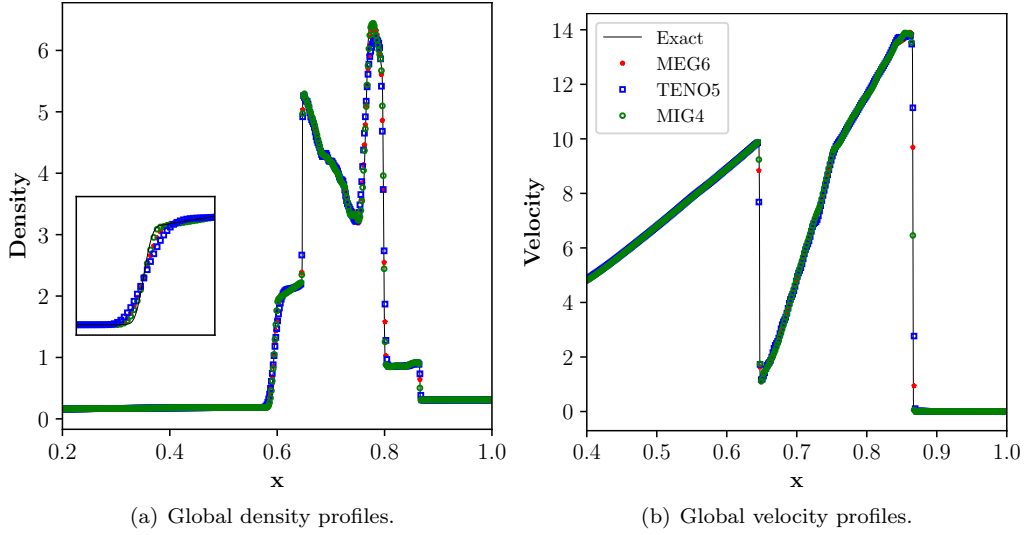 6
5
4
3
2
1
0
Density
0.2
0.4
0.6
0.8
1.0
x
(a) Global density profiles.
14
12
10
8
6
4
2
0
Velocity
Exact
MEG6
TENO5
MIG4
0.4
0.5
0.6
0.7
0.8
0.9
1.0
x
(b) Global velocity profiles.